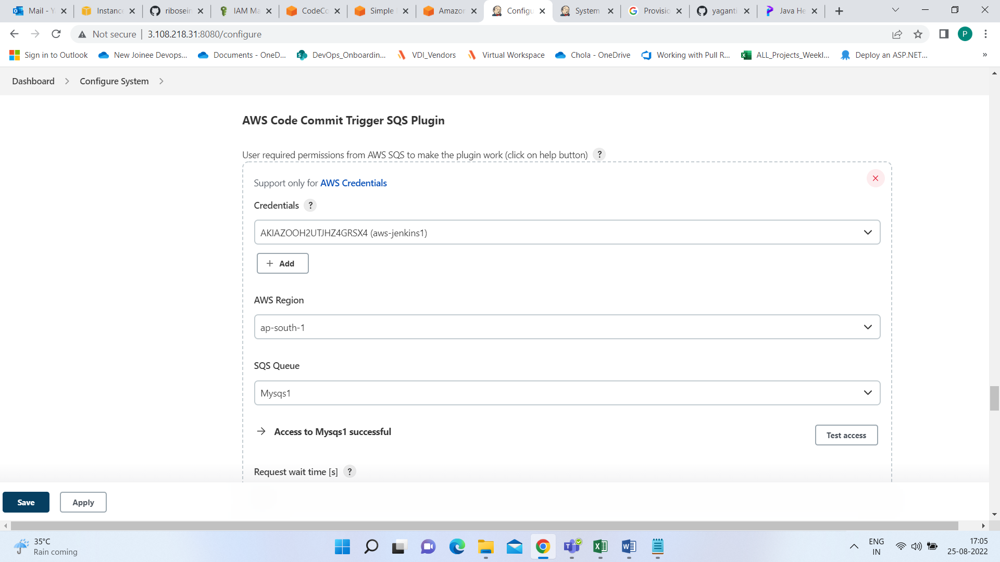 Mail - Y
Instance
ribosein
IAM Ma
CodeCo
Simple
Amazon
Configu
System
Provisio
yaganti
Java He
Not secure
3.108.218.31:8080/configure
P
Sign in to Outlook
New Joinee Devops...
Documents - OneD...
DevOps_Onboardin...
VDI_Vendors
Virtual Workspace
Chola - OneDrive
Working with Pull R...
ALL_Projects_Weekl...
Deploy an ASP.NET...
»
Dashboard > Configure System >
AWS Code Commit Trigger SQS Plugin
User required permissions from AWS SQS to make the plugin work (click on help button) ?
Support only for AWS Credentials
Credentials ?
AKIAZOOH2UTJHZ4GRSX4 (aws-jenkins1)
+ Add
AWS Region
ap-south-1
SQS Queue
Mysqs1
→ Access to Mysqs1 successful
Test access
Request wait time [s] ?
Save
Apply
35°C
Rain coming
ENG
IN
17:05
25-08-2022